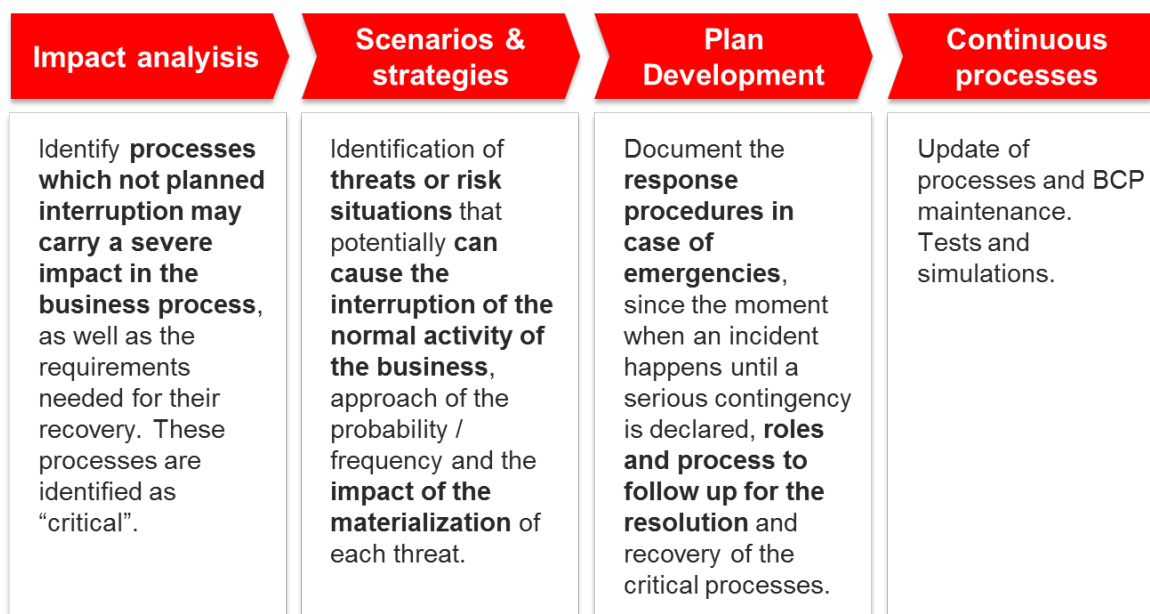 Impact analyisis
Identify processes
which not planned
interruption may
carry a severe
impact in the
business process,
as well as the
requirements
needed for their
recovery. These
processes are
identified as
“critical”.
Scenarios &
strategies
Identification of
threats or risk
situations that
potentially can
cause the
interruption of the
normal activity of
the business,
approach of the
probability /
frequency and the
impact of the
materialization of
each threat.
Plan
Development
Document the
response
procedures in
case of
emergencies,
since the moment
when an incident
happens until a
serious contingency
is declared, roles
and process to
follow up for the
resolution and
recovery of the
critical processes.
Continuous
processes
Update of
processes and BCP
maintenance.
Tests and
simulations.